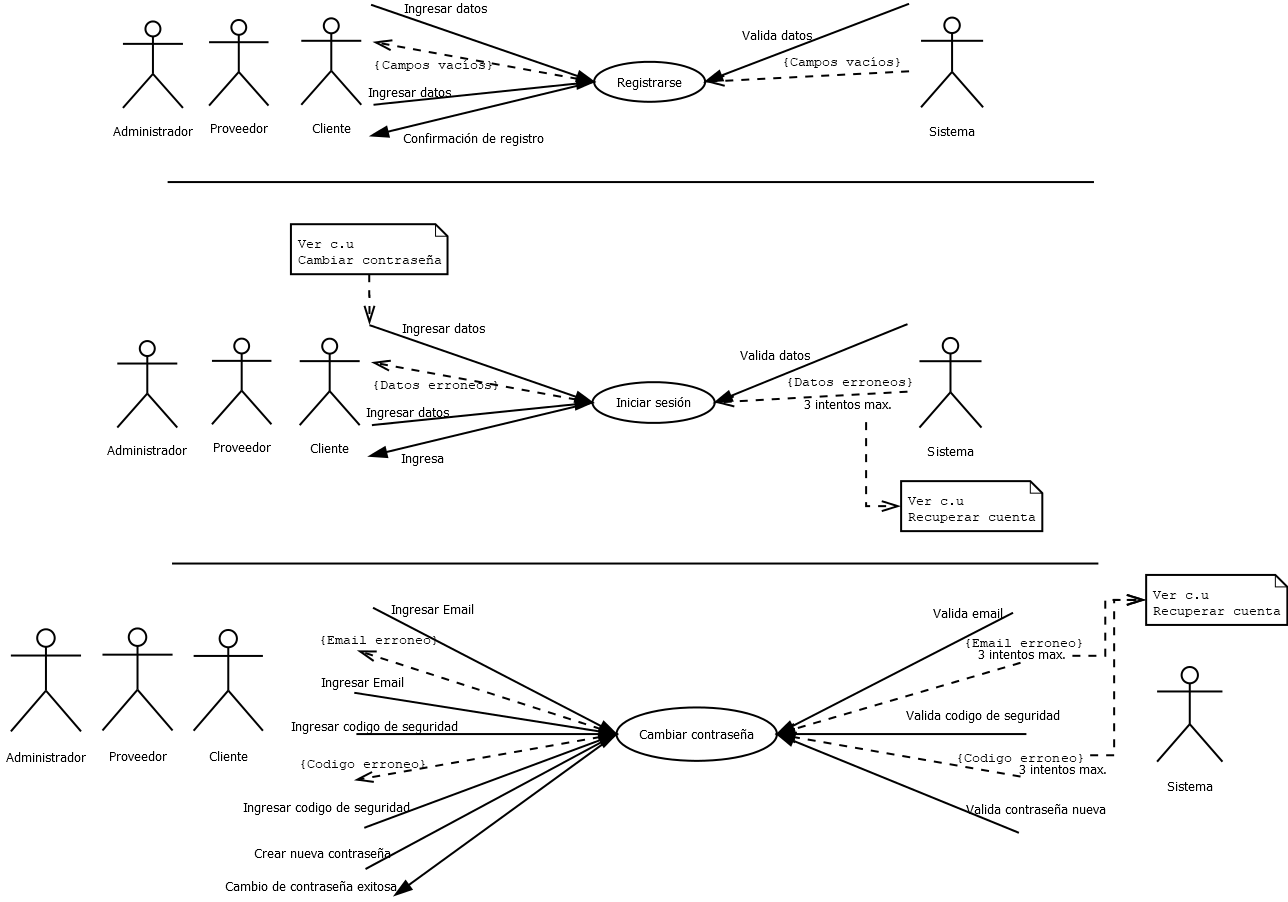 Ingresar datos
Valida datos
{Campos vacíos}
{Campos vacíos}
Registrarse
Ingresar datos
Confirmación de registro
Administrador
Proveedor
Cliente
Sistema
Ver c.u
Cambiar contraseña
Ingresar datos
Valida datos
{Datos erroneos}
{Datos erroneos}
3 intentos max.
Iniciar sesión
Ingresar datos
Ingresa
Administrador
Proveedor
Cliente
Sistema
Ver c.u
Recuperar cuenta
Ver c.u
Recuperar cuenta
Ingresar Email
Valida email
{Email erroneo}
{Email erroneo}
3 intentos max.
Ingresar Email
Ingresar codigo de seguridad
Valida codigo de seguridad
Cambiar contraseña
{Codigo erroneo}
{Codigo erroneo}
3 intentos max.
Administrador
Proveedor
Cliente
Sistema
Ingresar codigo de seguridad
Valida contraseña nueva
Crear nueva contraseña
Cambio de contraseña exitosa